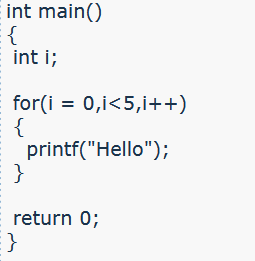 int main()
{
int i;
for(i = 0,i<5,i++)
{
printf("Hello");
}
return 0;
}